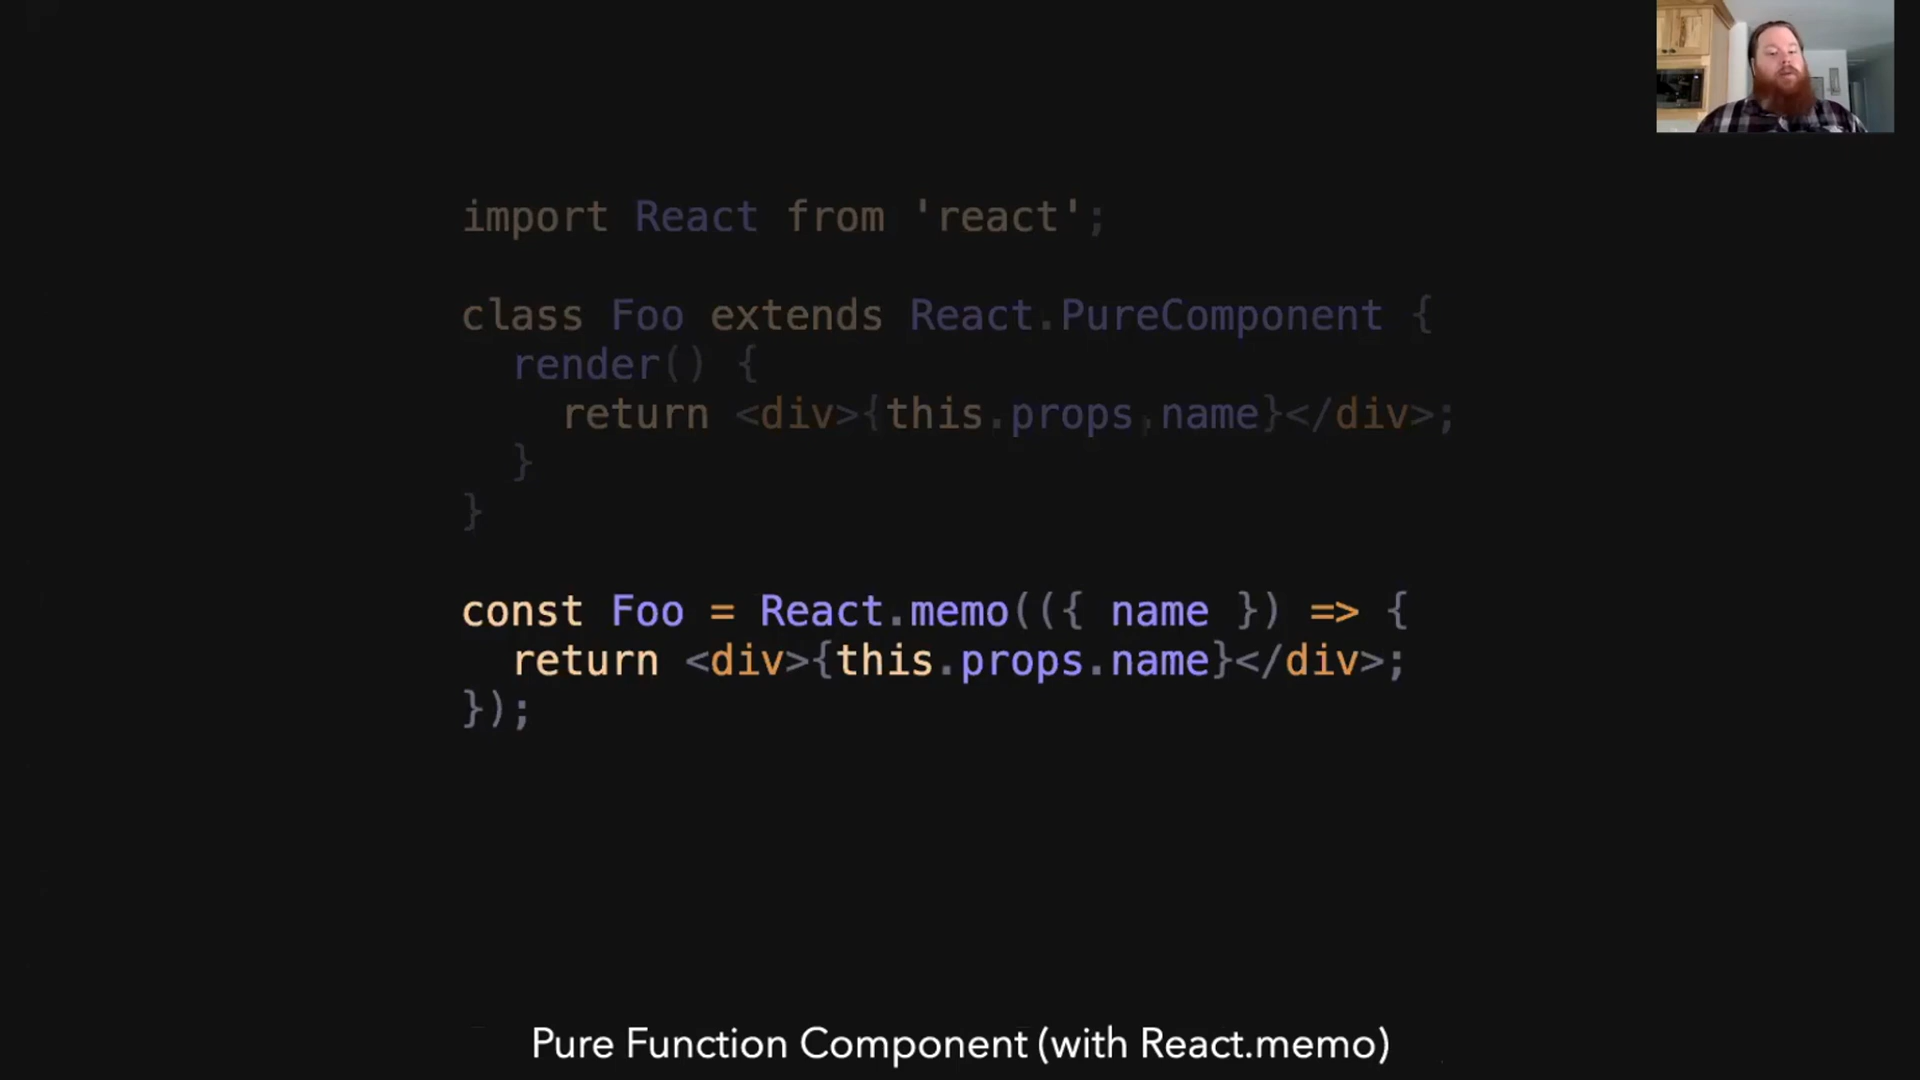 import React from 'react';
class Foo extends React.PureComponent {
render() {
return <div>{this.props.name}</div>;
}
}
const Foo = React.memo(({ name }) => {
return <div>{this.props.name}</div>;
});
Pure Function Component (with React.memo)